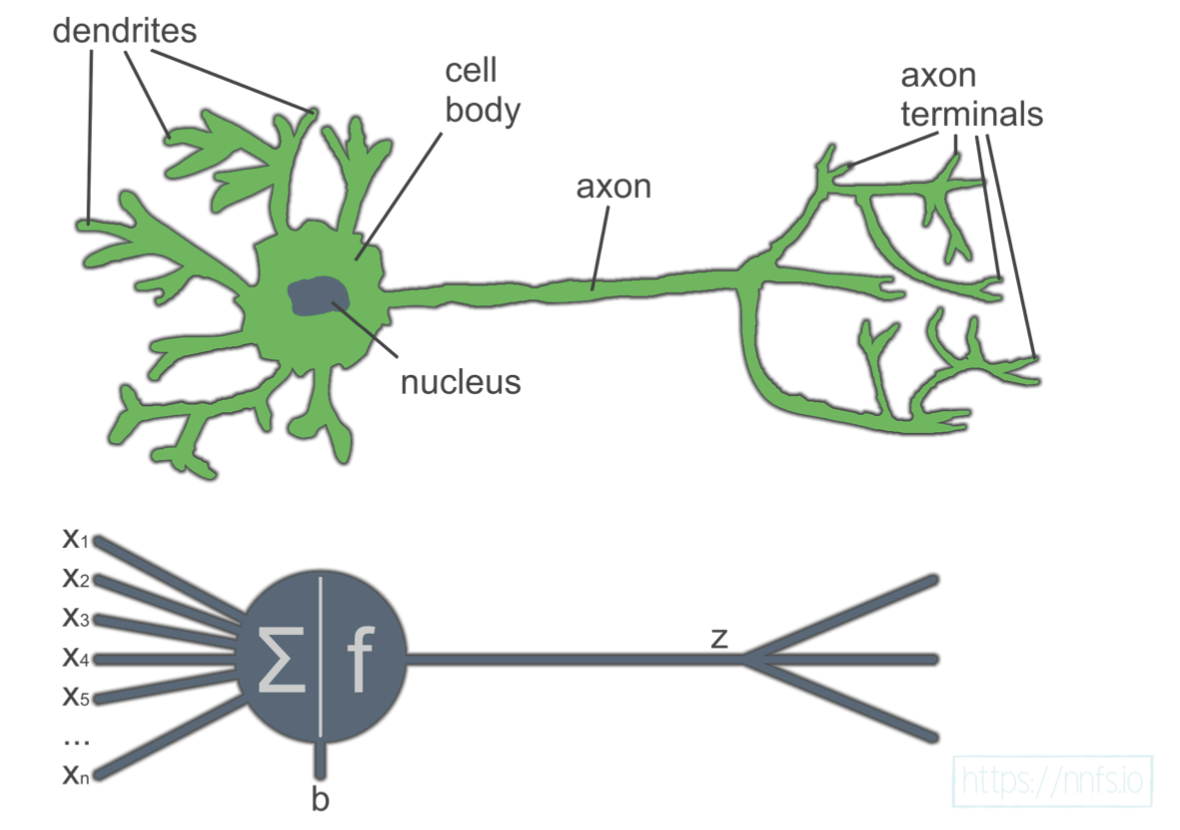 dendrites
cell
body
axon
axon
terminals
nucleus
x1
x2
x3
x4
x5
...
xn
Σ f
z
b
https://nnfs.io